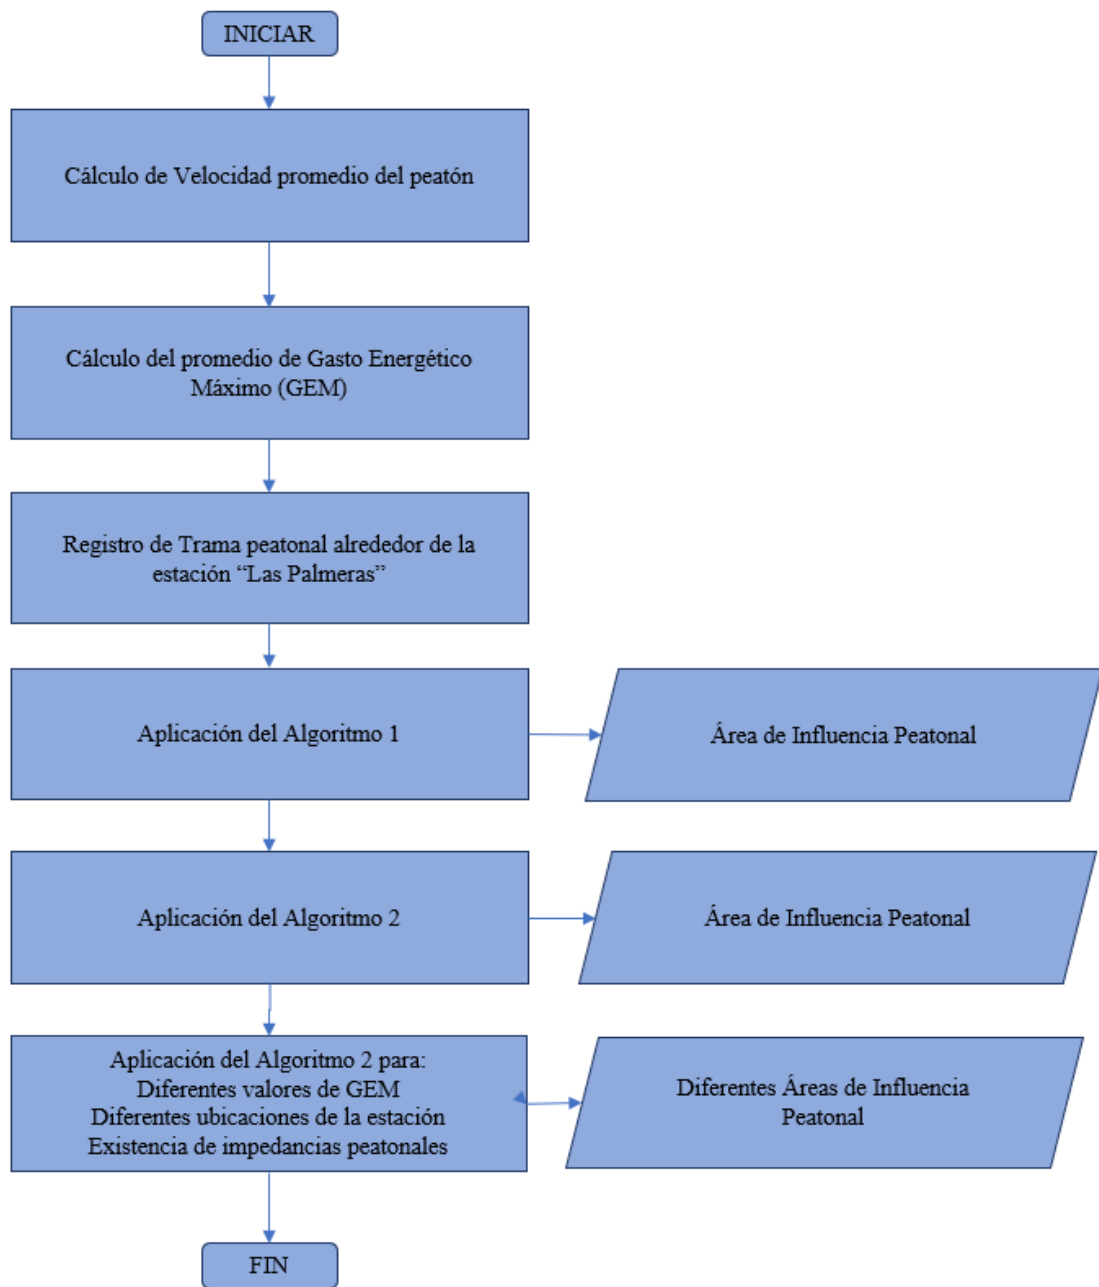 INICIAR
Cálculo de Velocidad promedio del peatón
Cálculo del promedio de Gasto Energético
Máximo (GEM)
Registro de Trama peatonal alrededor de la
estación “Las Palmeras”
Aplicación del Algoritmo 1
Área de Influencia Peatonal
Aplicación del Algoritmo 2
Área de Influencia Peatonal
Aplicación del Algoritmo 2 para:
Diferentes valores de GEM
Diferentes ubicaciones de la estación
Existencia de impedancias peatonales
Diferentes Áreas de Influencia
Peatonal
FIN